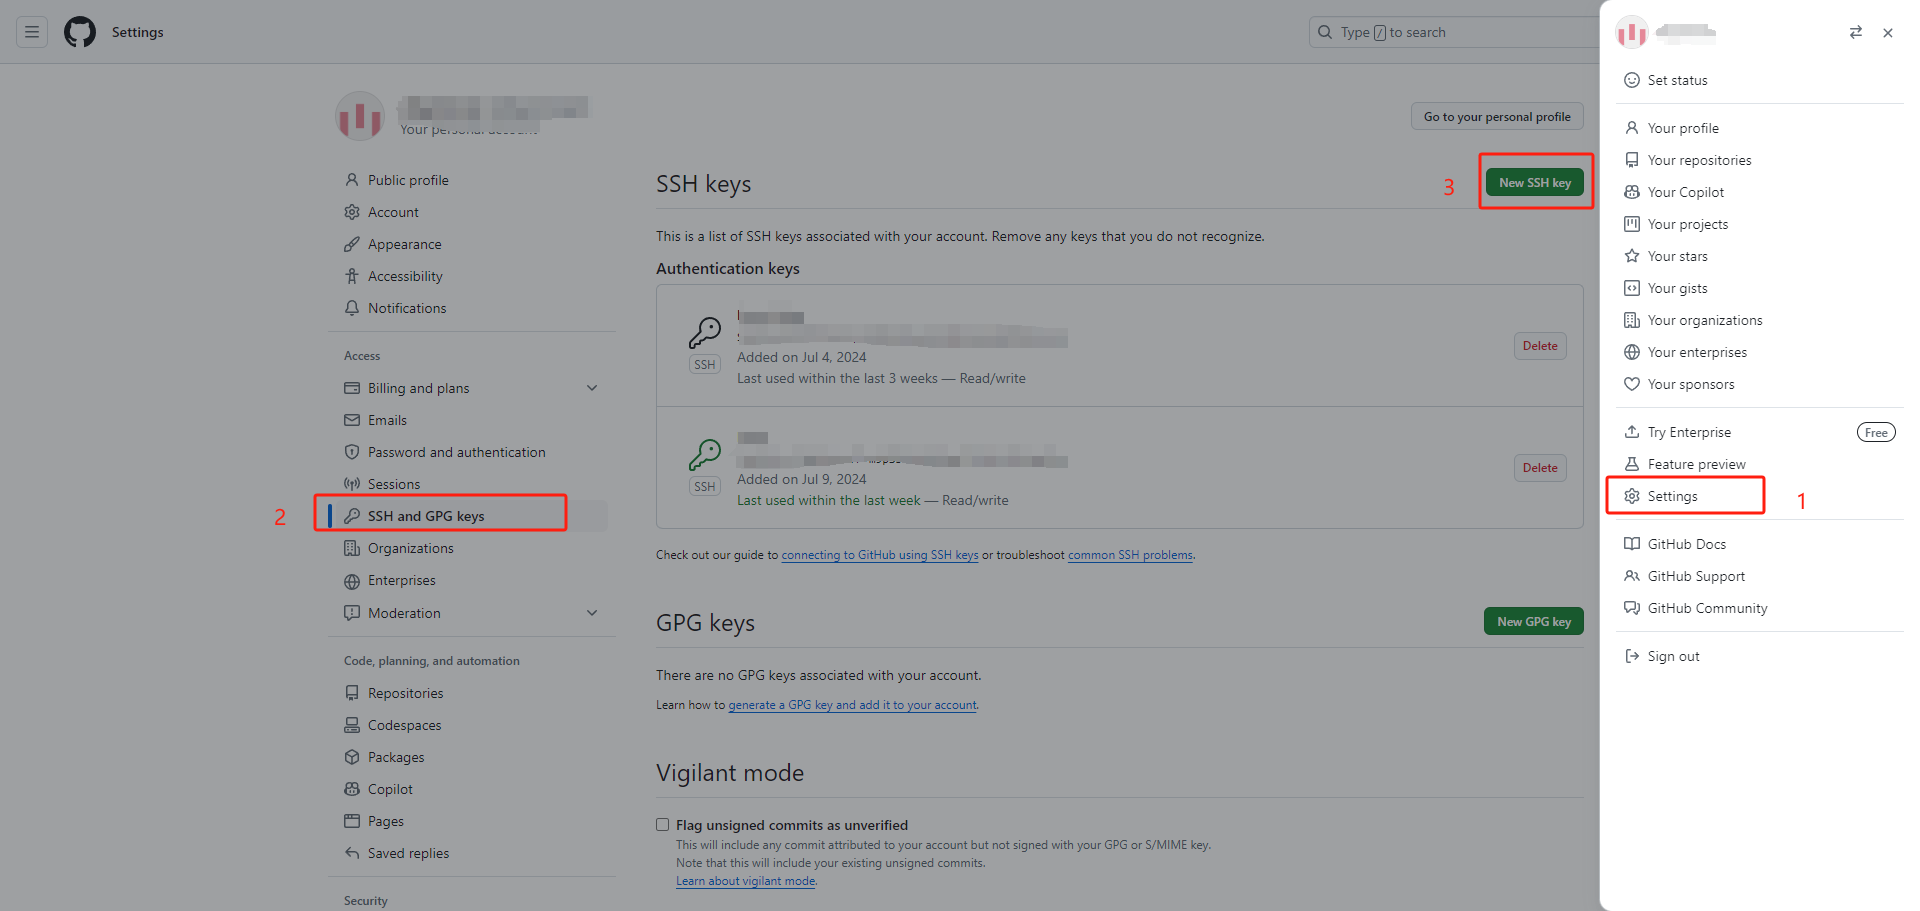 Settings
Type / to search
Your personal account
Go to your personal profile
Public profile
Account
Appearance
Accessibility
Notifications
Access
Billing and plans
Emails
Password and authentication
Sessions
2
SSH and GPG keys
Organizations
Enterprises
Moderation
Code, planning, and automation
Repositories
Codespaces
Packages
Copilot
Pages
Saved replies
Security
SSH keys
3
New SSH key
This is a list of SSH keys associated with your account. Remove any keys that you do not recognize.
Authentication keys
SSH
Added on Jul 4, 2024
Last used within the last 3 weeks — Read/write
Delete
SSH
Added on Jul 9, 2024
Last used within the last week — Read/write
Delete
Check out our guide to connecting to GitHub using SSH keys or troubleshoot common SSH problems.
GPG keys
New GPG key
There are no GPG keys associated with your account.
Learn how to generate a GPG key and add it to your account.
Vigilant mode
Flag unsigned commits as unverified
This will include any commit attributed to your account but not signed with your GPG or S/MIME key.
Note that this will include your existing unsigned commits.
Learn about vigilant mode.
Set status
Your profile
Your repositories
Your Copilot
Your projects
Your stars
Your gists
Your organizations
Your enterprises
Your sponsors
Try Enterprise
Free
Feature preview
Settings
1
GitHub Docs
GitHub Support
GitHub Community
Sign out